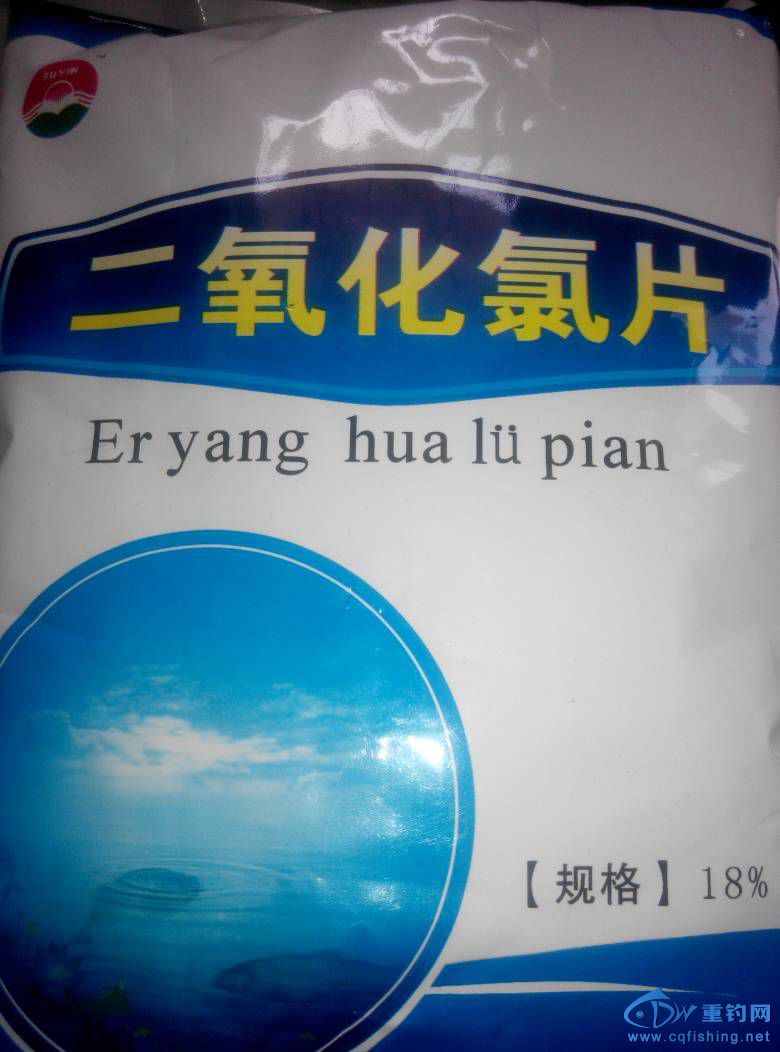 FUYIN
二氧化氯片
Er yang hua lü pian
【规格】18%
重钓网
www.cqfishing.net